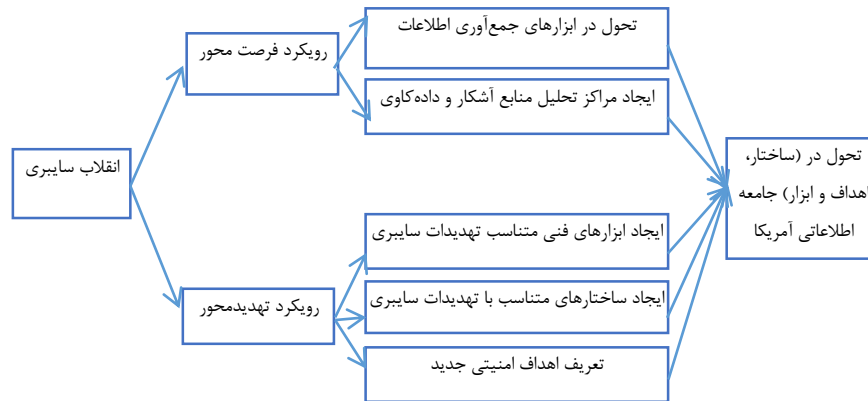 انقلاب سایبری
رویکرد فرصت محور
رویکرد تهدیدمحور
تحول در ابزارهای جمع‌آوری اطلاعات
ایجاد مراکز تحلیل منابع آشکار و داده‌کاوی
ایجاد ابزارهای فنی متناسب تهدیدات سایبری
ایجاد ساختارهای متناسب با تهدیدات سایبری
تعریف اهداف امنیتی جدید
تحول در (ساختار،
اهداف و ابزار) جامعه
اطلاعاتی آمریکا